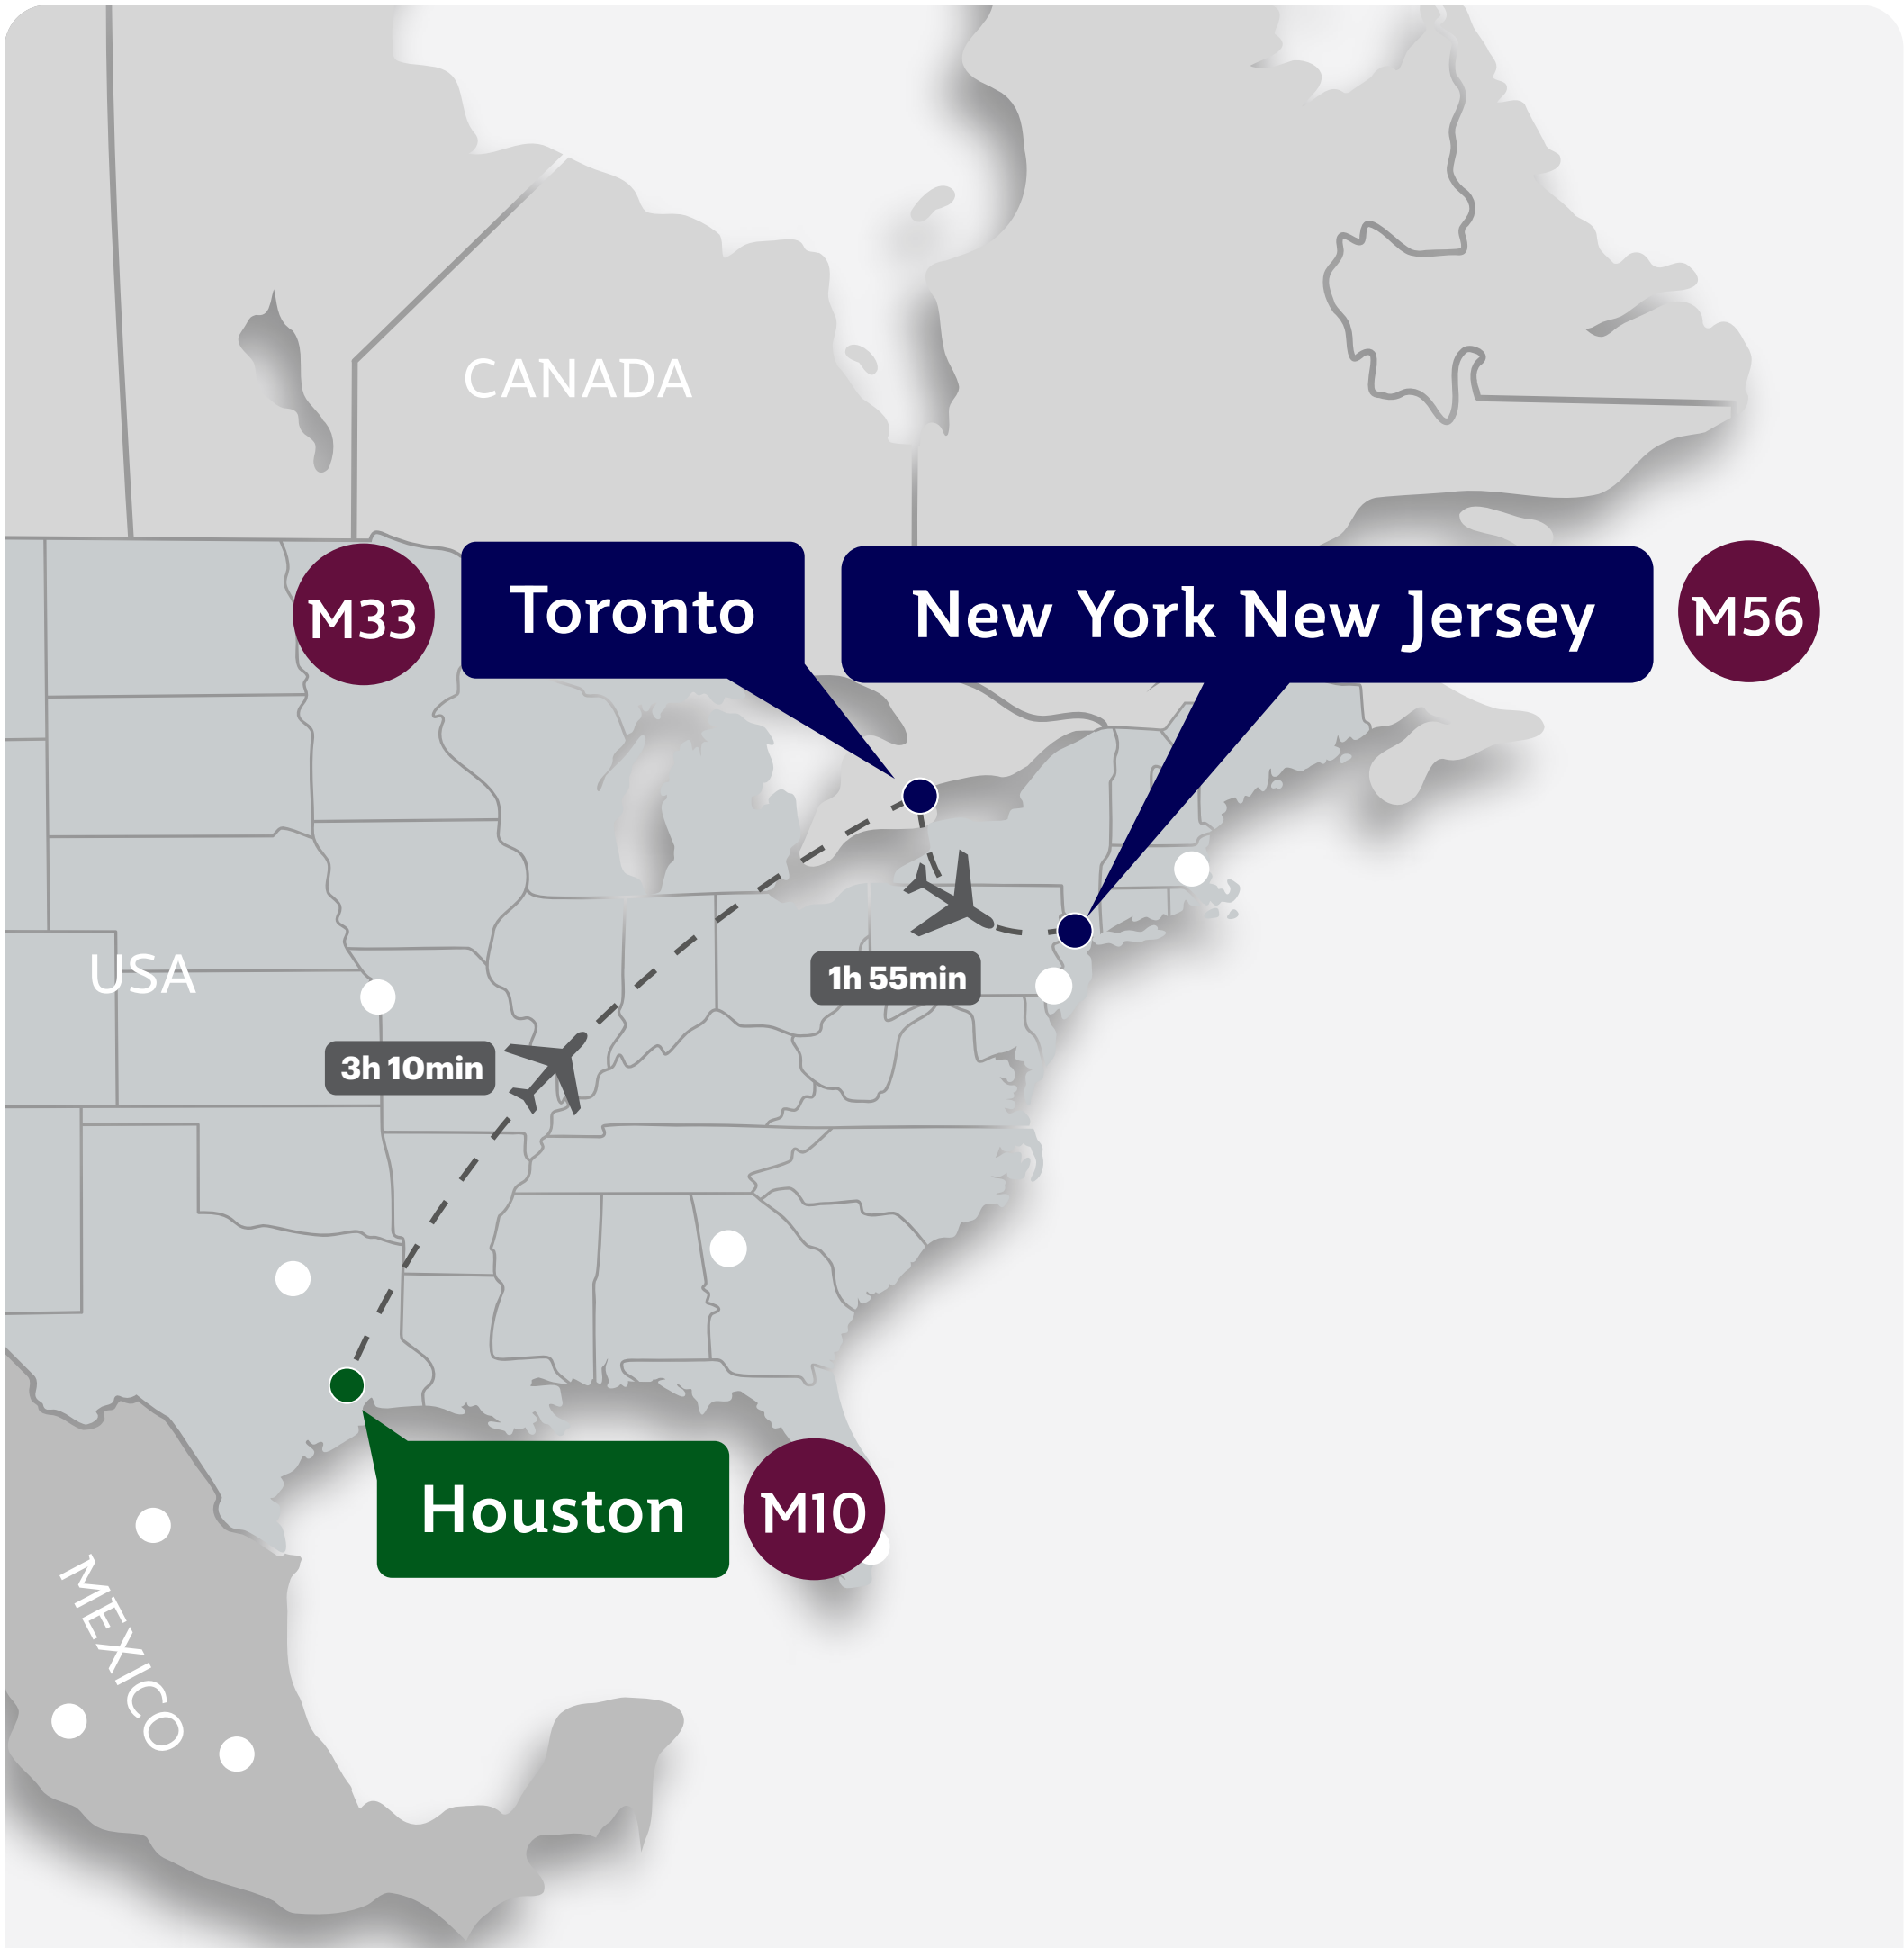 CANADA
M33
Toronto
New York New Jersey
M56
USA
1h 55min
3h 10min
Houston
M10
MEXICO